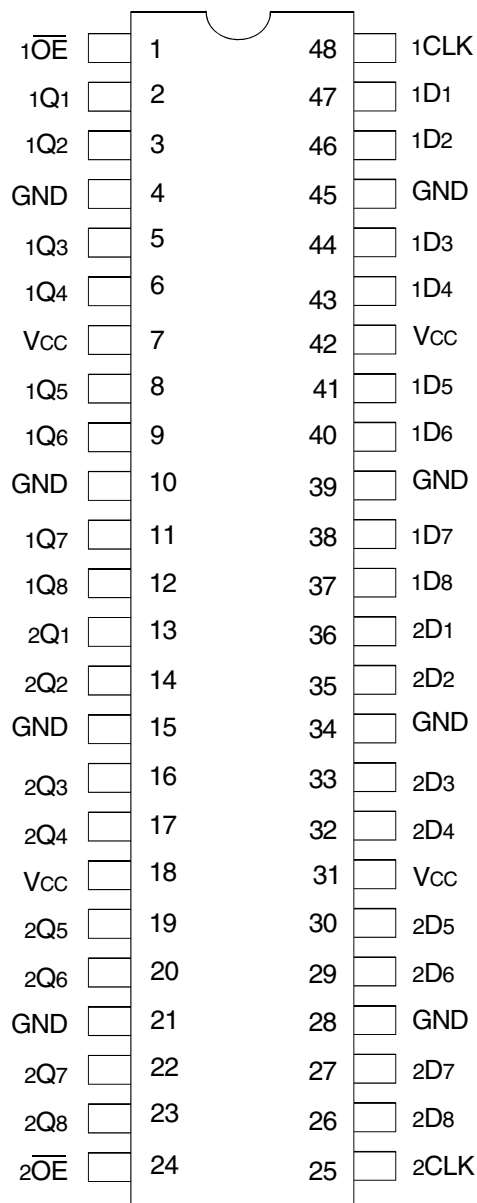 1O̅E̅ 1 48 1CLK
1Q1 2 47 1D1
1Q2 3 46 1D2
GND 4 45 GND
1Q3 5 44 1D3
1Q4 6 43 1D4
VCC 7 42 VCC
1Q5 8 41 1D5
1Q6 9 40 1D6
GND 10 39 GND
1Q7 11 38 1D7
1Q8 12 37 1D8
2Q1 13 36 2D1
2Q2 14 35 2D2
GND 15 34 GND
2Q3 16 33 2D3
2Q4 17 32 2D4
VCC 18 31 VCC
2Q5 19 30 2D5
2Q6 20 29 2D6
GND 21 28 GND
2Q7 22 27 2D7
2Q8 23 26 2D8
2O̅E̅ 24 25 2CLK